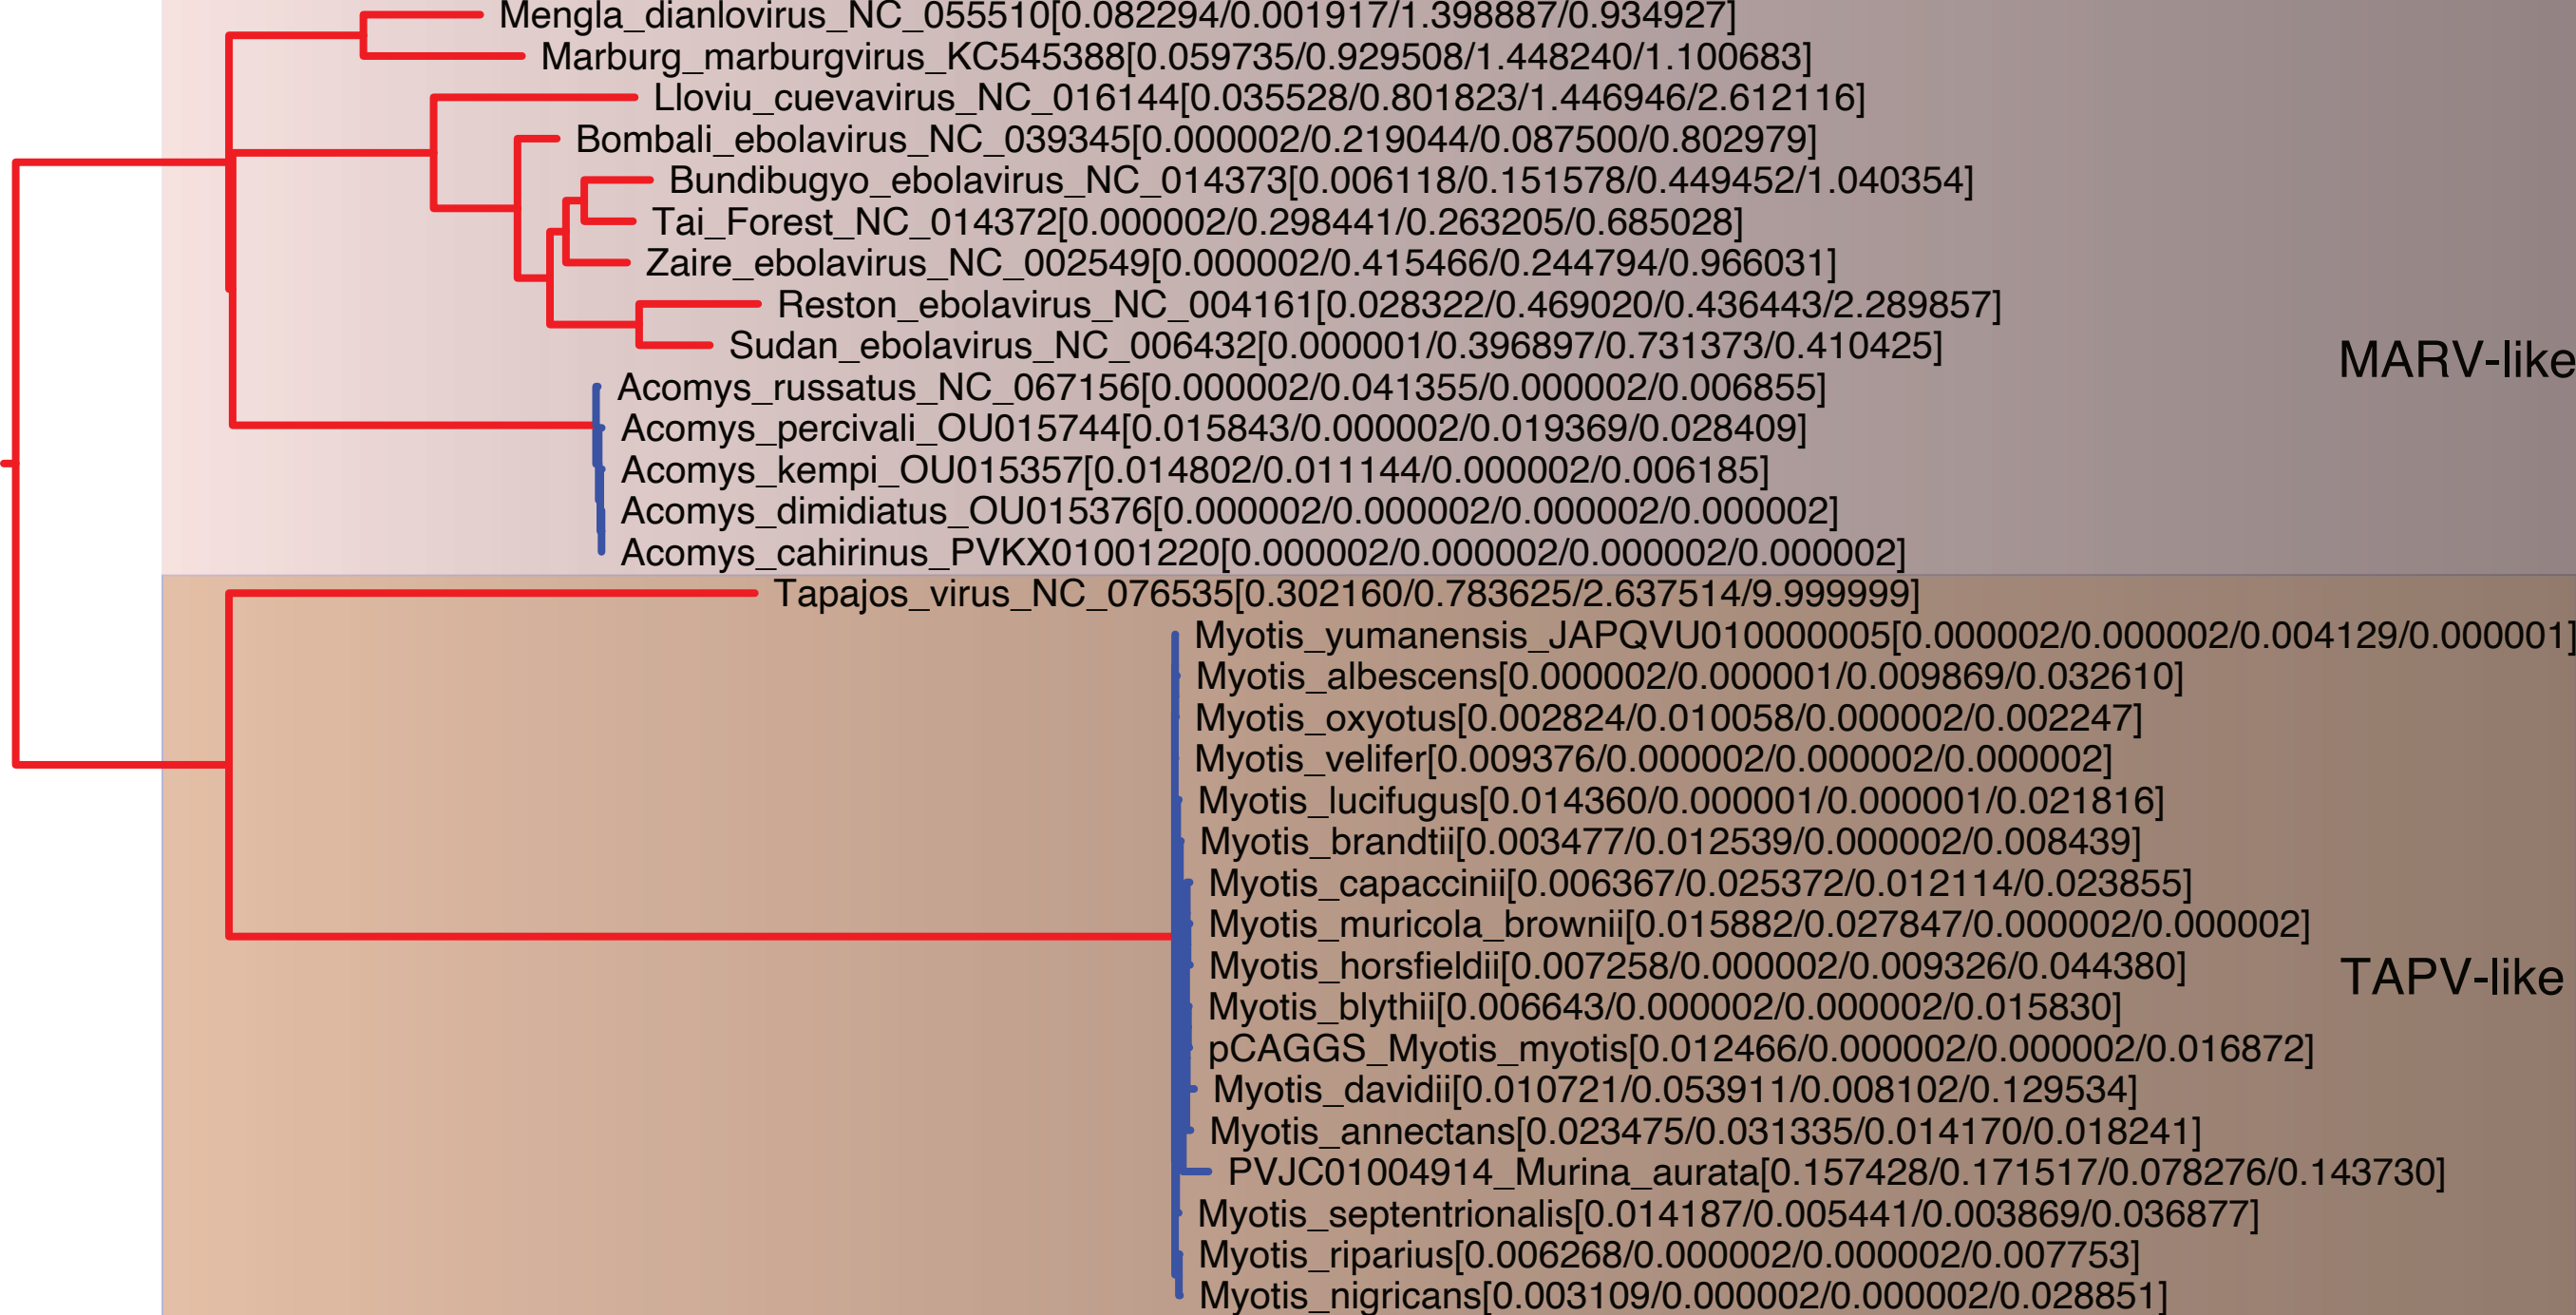 Mengla_dianlovirus_NC_055510[0.082294/0.001917/1.398887/0.934927]
Marburg_marburgvirus_KC545388[0.059735/0.929508/1.448240/1.100683]
Lloviu_cuevavirus_NC_016144[0.035528/0.801823/1.446946/2.612116]
Bombali_ebolavirus_NC_039345[0.000002/0.219044/0.087500/0.802979]
Bundibugyo_ebolavirus_NC_014373[0.006118/0.151578/0.449452/1.040354]
Tai_Forest_NC_014372[0.000002/0.298441/0.263205/0.685028]
Zaire_ebolavirus_NC_002549[0.000002/0.415466/0.244794/0.966031]
Reston_ebolavirus_NC_004161[0.028322/0.469020/0.436443/2.289857]
Sudan_ebolavirus_NC_006432[0.000001/0.396897/0.731373/0.410425]
MARV-like
Acomys_russatus_NC_067156[0.000002/0.041355/0.000002/0.006855]
Acomys_percivali_OU015744[0.015843/0.000002/0.019369/0.028409]
Acomys_kempi_OU015357[0.014802/0.011144/0.000002/0.006185]
Acomys_dimidiatus_OU015376[0.000002/0.000002/0.000002/0.000002]
Acomys_cahirinus_PVKX01001220[0.000002/0.000002/0.000002/0.000002]
Tapajos_virus_NC_076535[0.302160/0.783625/2.637514/9.999999]
Myotis_yumanensis_JAPQVU010000005[0.000002/0.000002/0.004129/0.000001]
Myotis_albescens[0.000002/0.000001/0.009869/0.032610]
Myotis_oxyotus[0.002824/0.010058/0.000002/0.002247]
Myotis_velifer[0.009376/0.000002/0.000002/0.000002]
Myotis_lucifugus[0.014360/0.000001/0.000001/0.021816]
Myotis_brandtii[0.003477/0.012539/0.000002/0.008439]
Myotis_capaccinii[0.006367/0.025372/0.012114/0.023855]
Myotis_muricola_brownii[0.015882/0.027847/0.000002/0.000002]
Myotis_horsfieldii[0.007258/0.000002/0.009326/0.044380]
TAPV-like
Myotis_blythii[0.006643/0.000002/0.000002/0.015830]
pCAGGS_Myotis_myotis[0.012466/0.000002/0.000002/0.016872]
Myotis_davidii[0.010721/0.053911/0.008102/0.129534]
Myotis_annectans[0.023475/0.031335/0.014170/0.018241]
PVJC01004914_Murina_aurata[0.157428/0.171517/0.078276/0.143730]
Myotis_septentrionalis[0.014187/0.005441/0.003869/0.036877]
Myotis_riparius[0.006268/0.000002/0.000002/0.007753]
Myotis_nigricans[0.003109/0.000002/0.000002/0.028851]